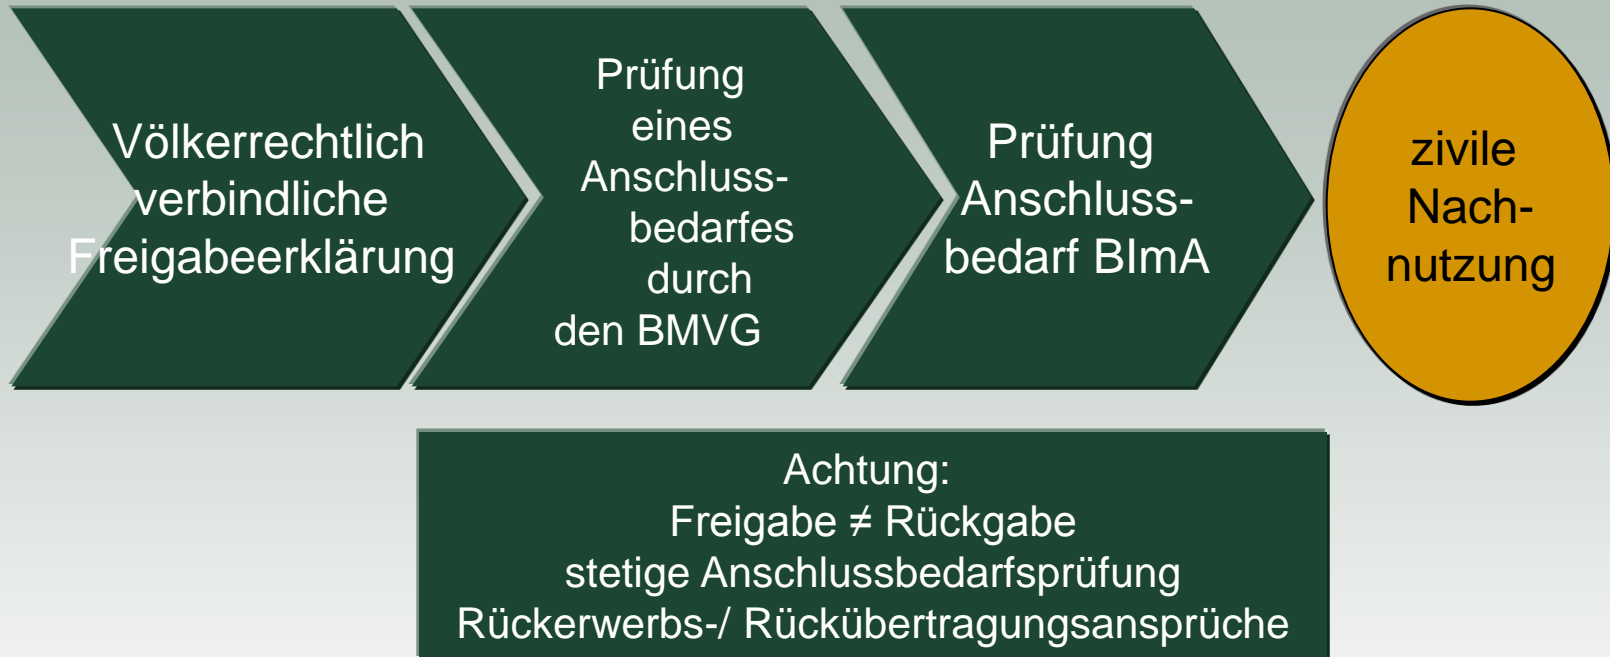 Völkerrechtlich
verbindliche
Freigabeerklärung
Prüfung
eines
Anschluss-
bedarfes
durch
den BMVG
Prüfung
Anschluss-
bedarf BImA
zivile
Nach-
nutzung
Achtung:
Freigabe ≠ Rückgabe
stetige Anschlussbedarfsprüfung
Rückerwerbs-/ Rückübertragungsansprüche